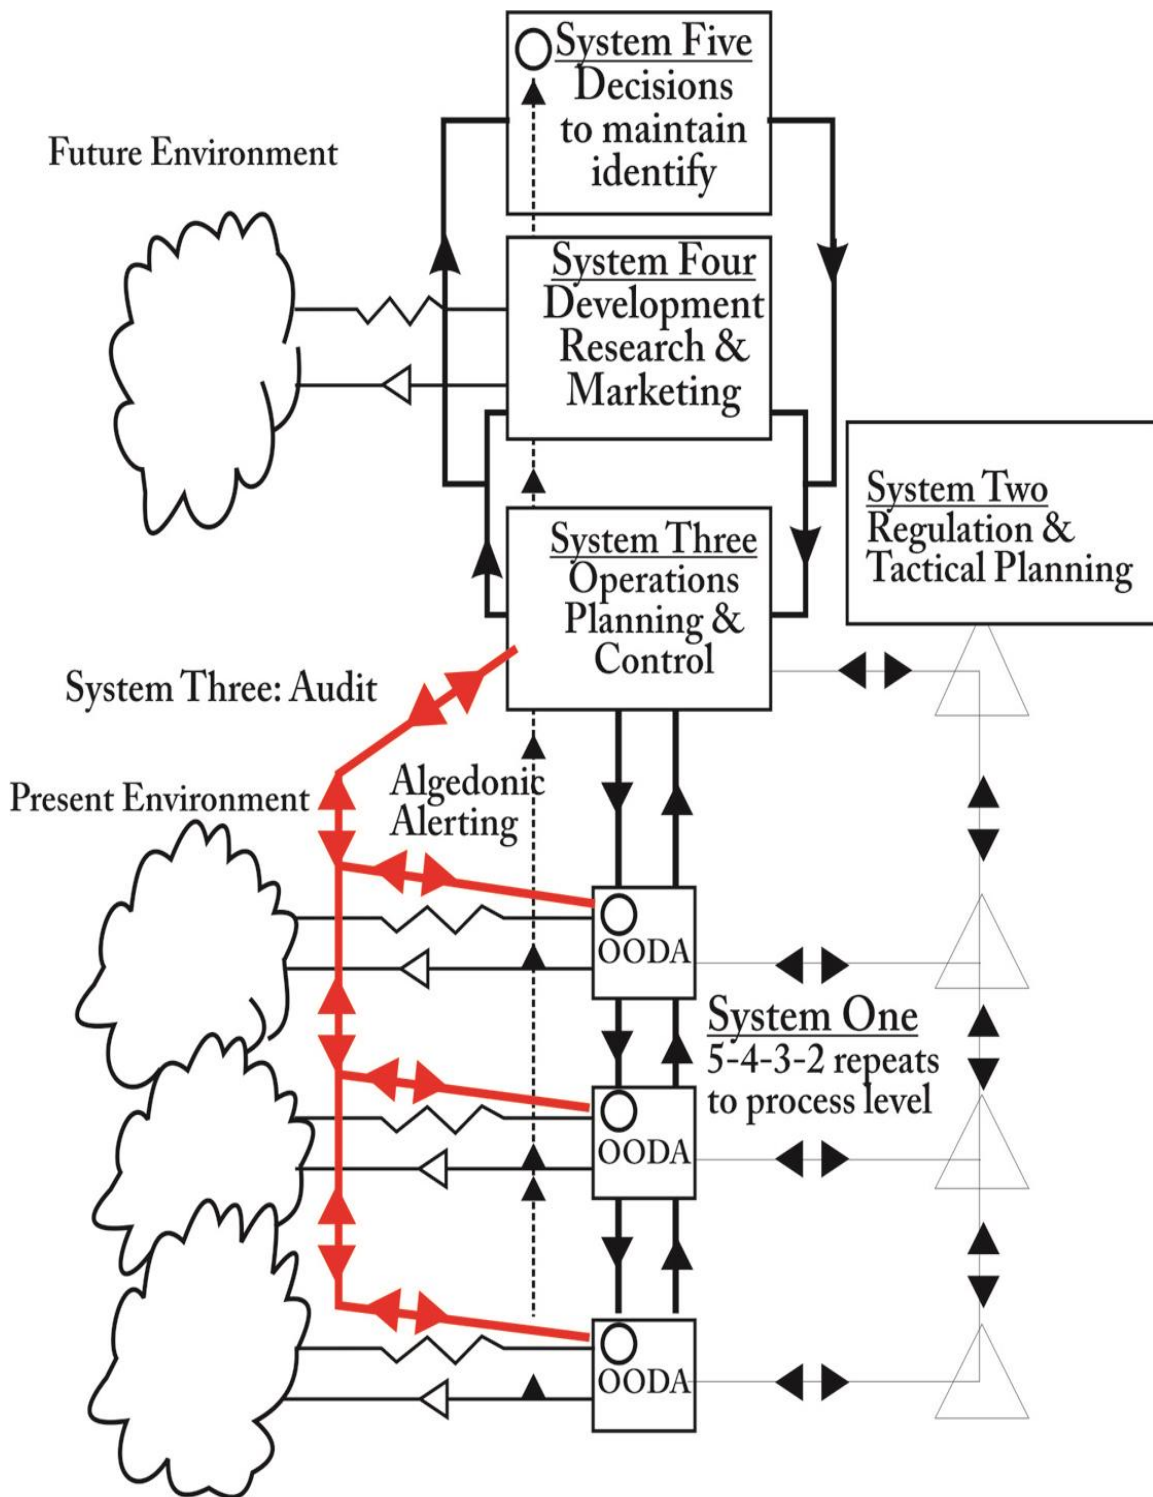 System Five
Decisions
to maintain
identify
Future Environment
System Four
Development
Research &
Marketing
System Two
Regulation &
Tactical Planning
System Three
Operations
Planning &
Control
System Three: Audit
Present Environment
Algedonic
Alerting
OODA
System One
5-4-3-2 repeats
to process level
OODA
OODA